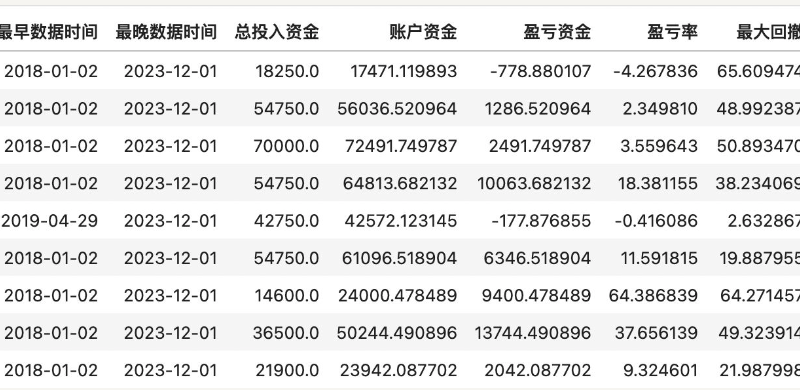 最早数据时间 最晚数据时间 总投入资金 账户资金 盈亏资金 盈亏率 最大回撤
2018-01-02 2023-12-01 18250.0 17471.119893 -778.880107 -4.267836 65.609474
2018-01-02 2023-12-01 54750.0 56036.520964 1286.520964 2.349810 48.992387
2018-01-02 2023-12-01 70000.0 72491.749787 2491.749787 3.559643 50.893470
2018-01-02 2023-12-01 54750.0 64813.682132 10063.682132 18.381155 38.234069
2019-04-29 2023-12-01 42750.0 42572.123145 -177.876855 -0.416086 2.632867
2018-01-02 2023-12-01 54750.0 61096.518904 6346.518904 11.591815 19.887955
2018-01-02 2023-12-01 14600.0 24000.478489 9400.478489 64.386839 64.271457
2018-01-02 2023-12-01 36500.0 50244.490896 13744.490896 37.656139 49.323914
2018-01-02 2023-12-01 21900.0 23942.087702 2042.087702 9.324601 21.987998